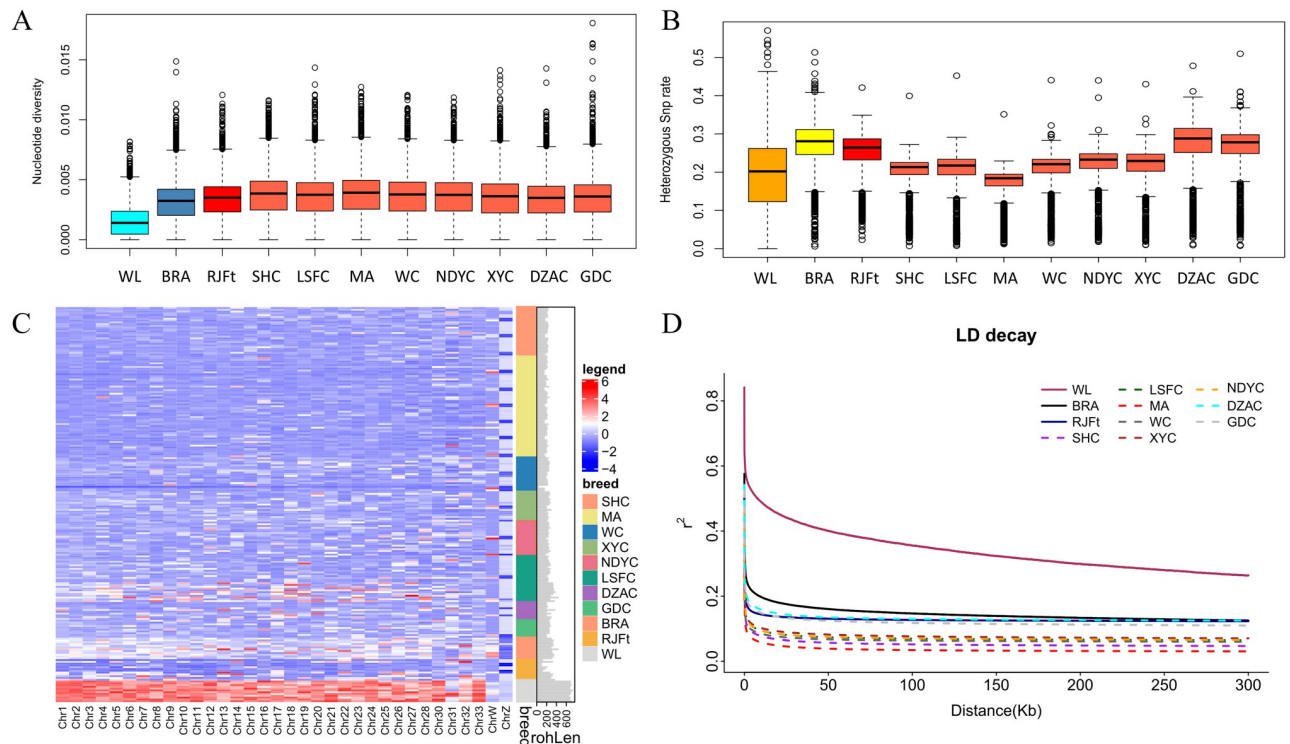 A
Nucleotide diversity
0.000 0.005 0.010 0.015
WL BRA RJFt SHC LSFC MA WC NDYC XYC DZAC GDC
B
Heterozygous Snp rate
0.0 0.1 0.2 0.3 0.4 0.5
WL BRA RJFt SHC LSFC MA WC NDYC XYC DZAC GDC
C
legend
6
4
2
0
−2
−4
breed
SHC
MA
WC
XYC
NDYC
LSFC
DZAC
GDC
BRA
RJFt
WL
Chr1 Chr2 Chr3 Chr4 Chr5 Chr6 Chr7 Chr8 Chr9 Chr10 Chr11 Chr12 Chr13 Chr14 Chr15 Chr16 Chr17 Chr18 Chr19 Chr20 Chr21 Chr22 Chr23 Chr24 Chr25 Chr26 Chr27 Chr28 Chr30 Chr31 Chr32 Chr33 ChrW ChrZ
breed
0 200 400 600
rohLen
D
LD decay
WL LSFC NDYC
BRA MA DZAC
RJFt WC GDC
SHC XYC
r²
0.0 0.2 0.4 0.6 0.8
0 50 100 150 200 250 300
Distance(Kb)